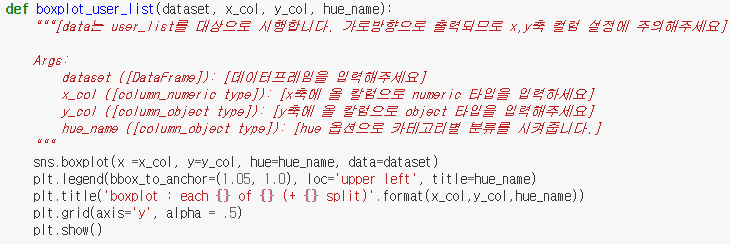 def boxplot_user_list(dataset, x_col, y_col, hue_name):
"""[data는 user_list를 대상으로 시행합니다. 가로방향으로 출력되므로 x,y축 컬럼 설정에 주의해주세요]
Args:
dataset ([DataFrame]): [데이터프레임을 입력해주세요]
x_col ([column_numeric type]): [x축에 올 칼럼으로 numeric 타입을 입력하세요]
y_col ([column_object type]): [y축에 올 칼럼으로 object 타입을 입력해주세요]
hue_name ([column_object type]): [hue 옵션으로 카테고리별 분류를 시켜줍니다.]
"""
sns.boxplot(x =x_col, y=y_col, hue=hue_name, data=dataset)
plt.legend(bbox_to_anchor=(1.05, 1.0), loc='upper left', title=hue_name)
plt.title('boxplot : each {} of {} (+ {} split)'.format(x_col,y_col,hue_name))
plt.grid(axis='y', alpha = .5)
plt.show()